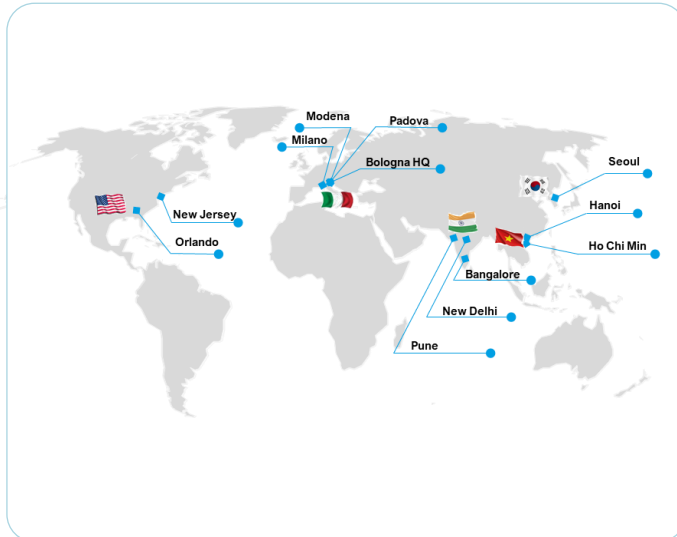 Modena
Padova
Milano
Bologna HQ
Seoul
New Jersey
Hanoi
Orlando
Ho Chi Min
Bangalore
New Delhi
Pune